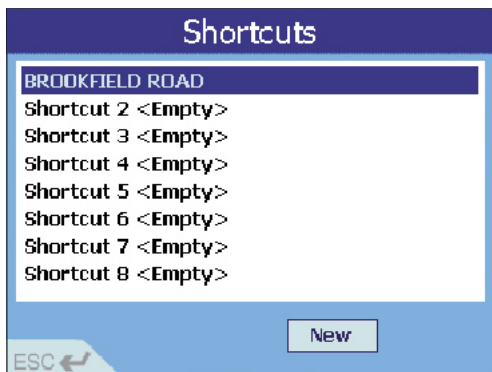 Shortcuts
BROOKFIELD ROAD
Shortcut 2 <Empty>
Shortcut 3 <Empty>
Shortcut 4 <Empty>
Shortcut 5 <Empty>
Shortcut 6 <Empty>
Shortcut 7 <Empty>
Shortcut 8 <Empty>
New
ESC